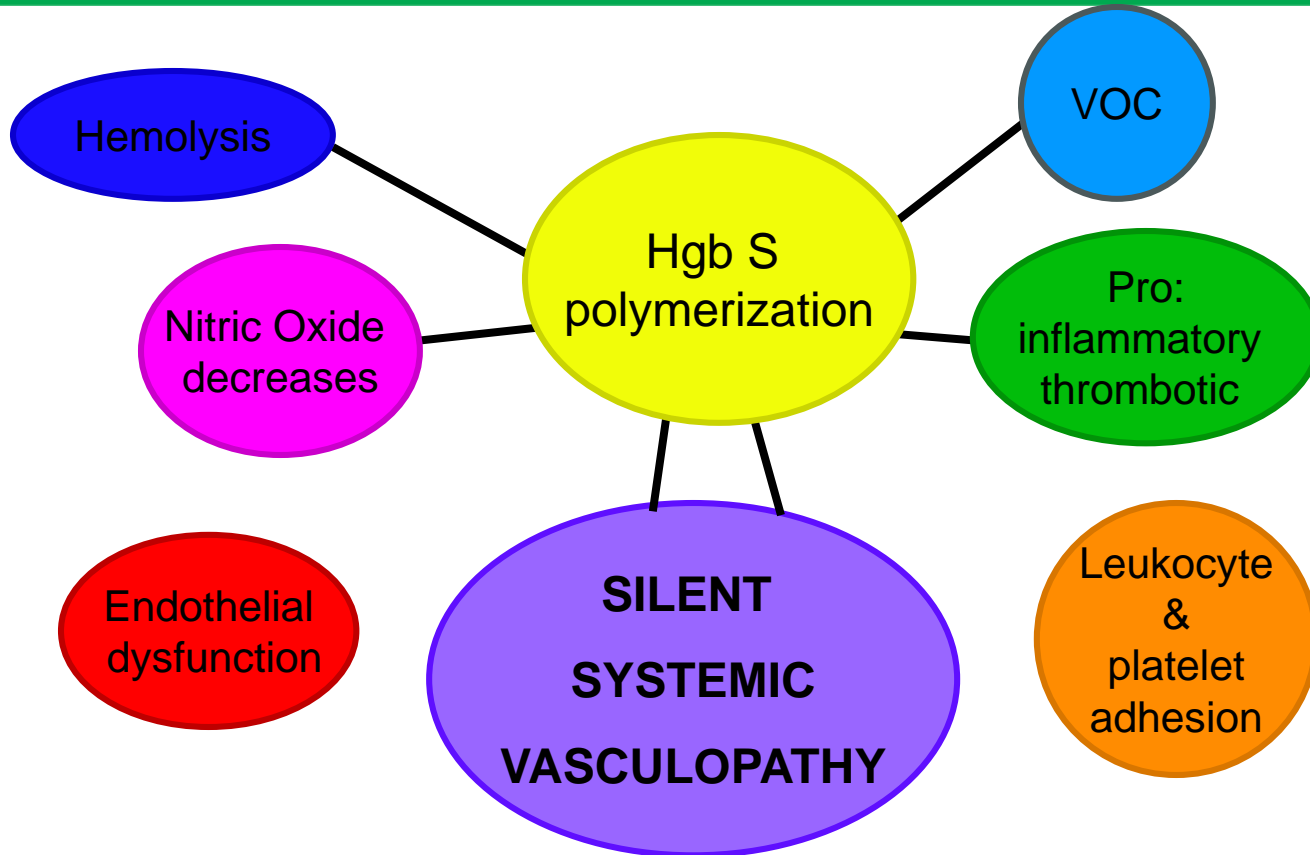 Hemolysis
VOC
Hgb S
polymerization
Nitric Oxide
decreases
Pro:
inflammatory
thrombotic
Endothelial
dysfunction
SILENT
SYSTEMIC
VASCULOPATHY
Leukocyte
&
platelet
adhesion